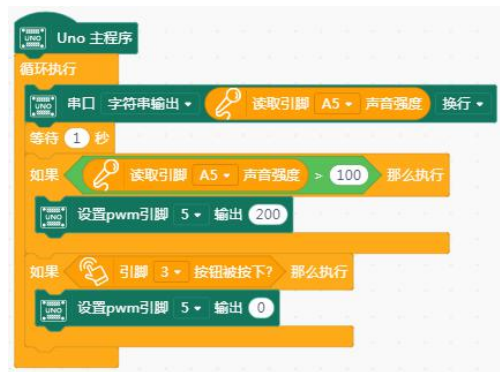 UNO Uno 主程序
循环执行
UNO 串口 字符串输出 读取引脚 A5 声音强度 换行
等待 1 秒
如果 读取引脚 A5 声音强度 > 100 那么执行
UNO 设置pwm引脚 5 输出 200
如果 引脚 3 按钮被按下? 那么执行
UNO 设置pwm引脚 5 输出 0